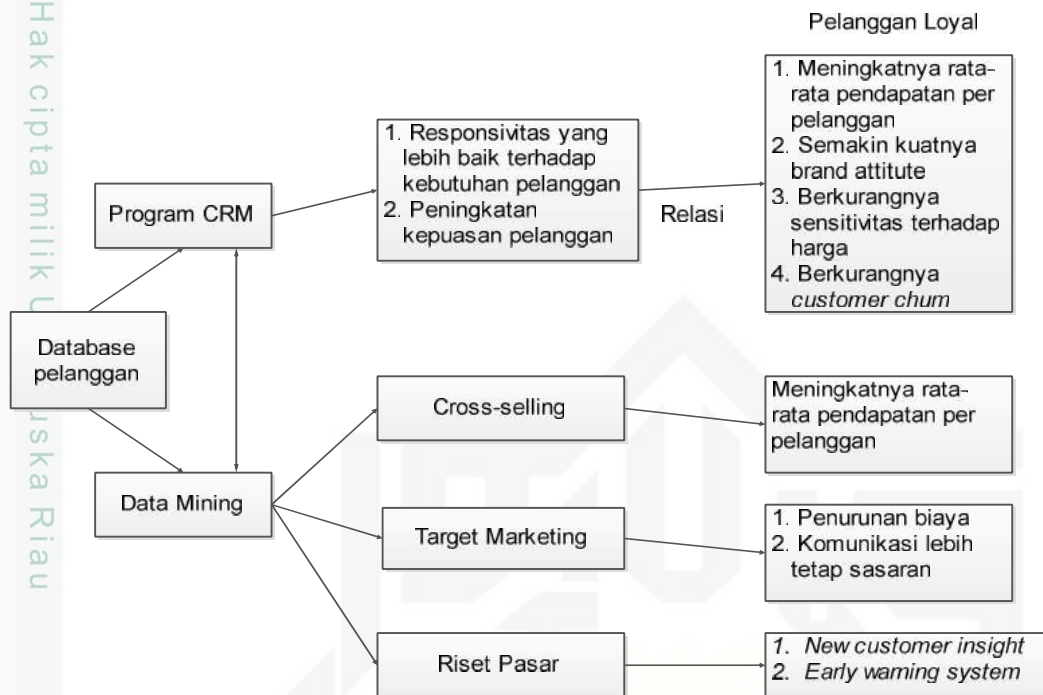 Hak cipta milik U
uska Riau
Pelanggan Loyal
1. Meningkatnya rata-
rata pendapatan per
pelanggan
2. Semakin kuatnya
brand attitute
3. Berkurangnya
sensitivitas terhadap
harga
4. Berkurangnya
customer chum
1. Responsivitas yang
lebih baik terhadap
kebutuhan pelanggan
2. Peningkatan
kepuasan pelanggan
Relasi
Program CRM
Database
pelanggan
Data Mining
Cross-selling
Meningkatnya rata-
rata pendapatan per
pelanggan
Target Marketing
1. Penurunan biaya
2. Komunikasi lebih
tetap sasaran
Riset Pasar
1. New customer insight
2. Early warning system